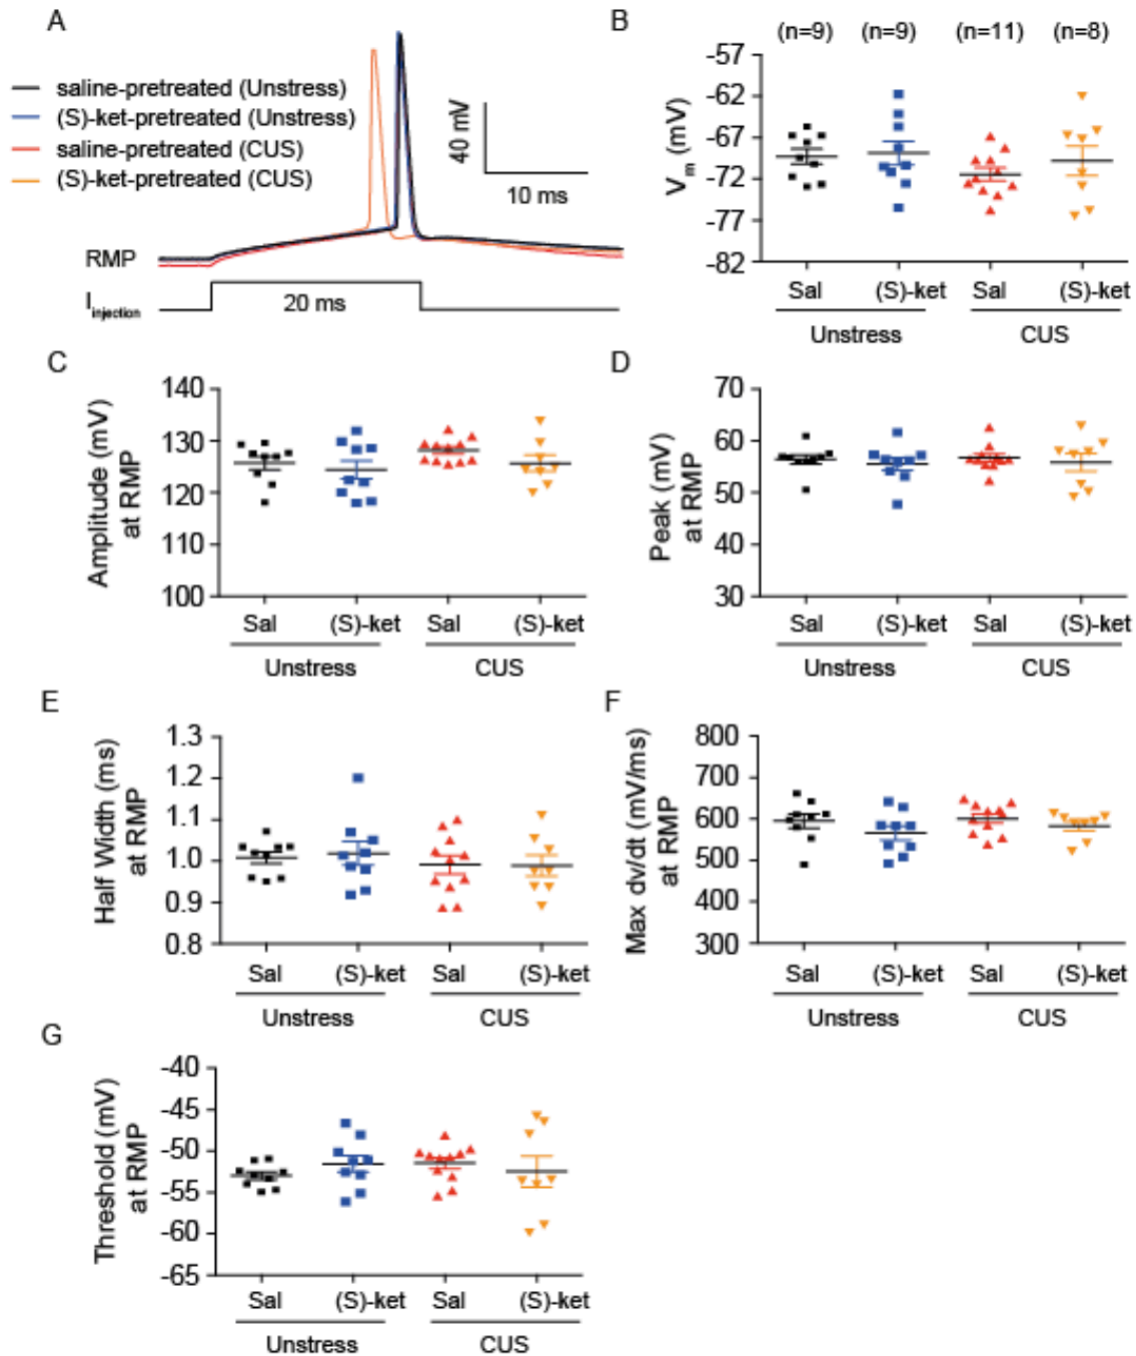 A
saline-pretreated (Unstress)
(S)-ket-pretreated (Unstress)
saline-pretreated (CUS)
(S)-ket-pretreated (CUS)
40 mV
10 ms
RMP
I injection
20 ms
B
(n=9) (n=9) (n=11) (n=8)
Vm (mV)
-57
-62
-67
-72
-77
-82
Sal (S)-ket Sal (S)-ket
Unstress CUS
C
Amplitude (mV)
at RMP
140
130
120
110
100
Sal (S)-ket Sal (S)-ket
Unstress CUS
D
Peak (mV)
at RMP
70
60
50
40
30
Sal (S)-ket Sal (S)-ket
Unstress CUS
E
Half Width (ms)
at RMP
1.3
1.2
1.1
1.0
0.9
0.8
Sal (S)-ket Sal (S)-ket
Unstress CUS
F
Max dv/dt (mV/ms)
at RMP
800
700
600
500
400
300
Sal (S)-ket Sal (S)-ket
Unstress CUS
G
Threshold (mV)
at RMP
-40
-45
-50
-55
-60
-65
Sal (S)-ket Sal (S)-ket
Unstress CUS